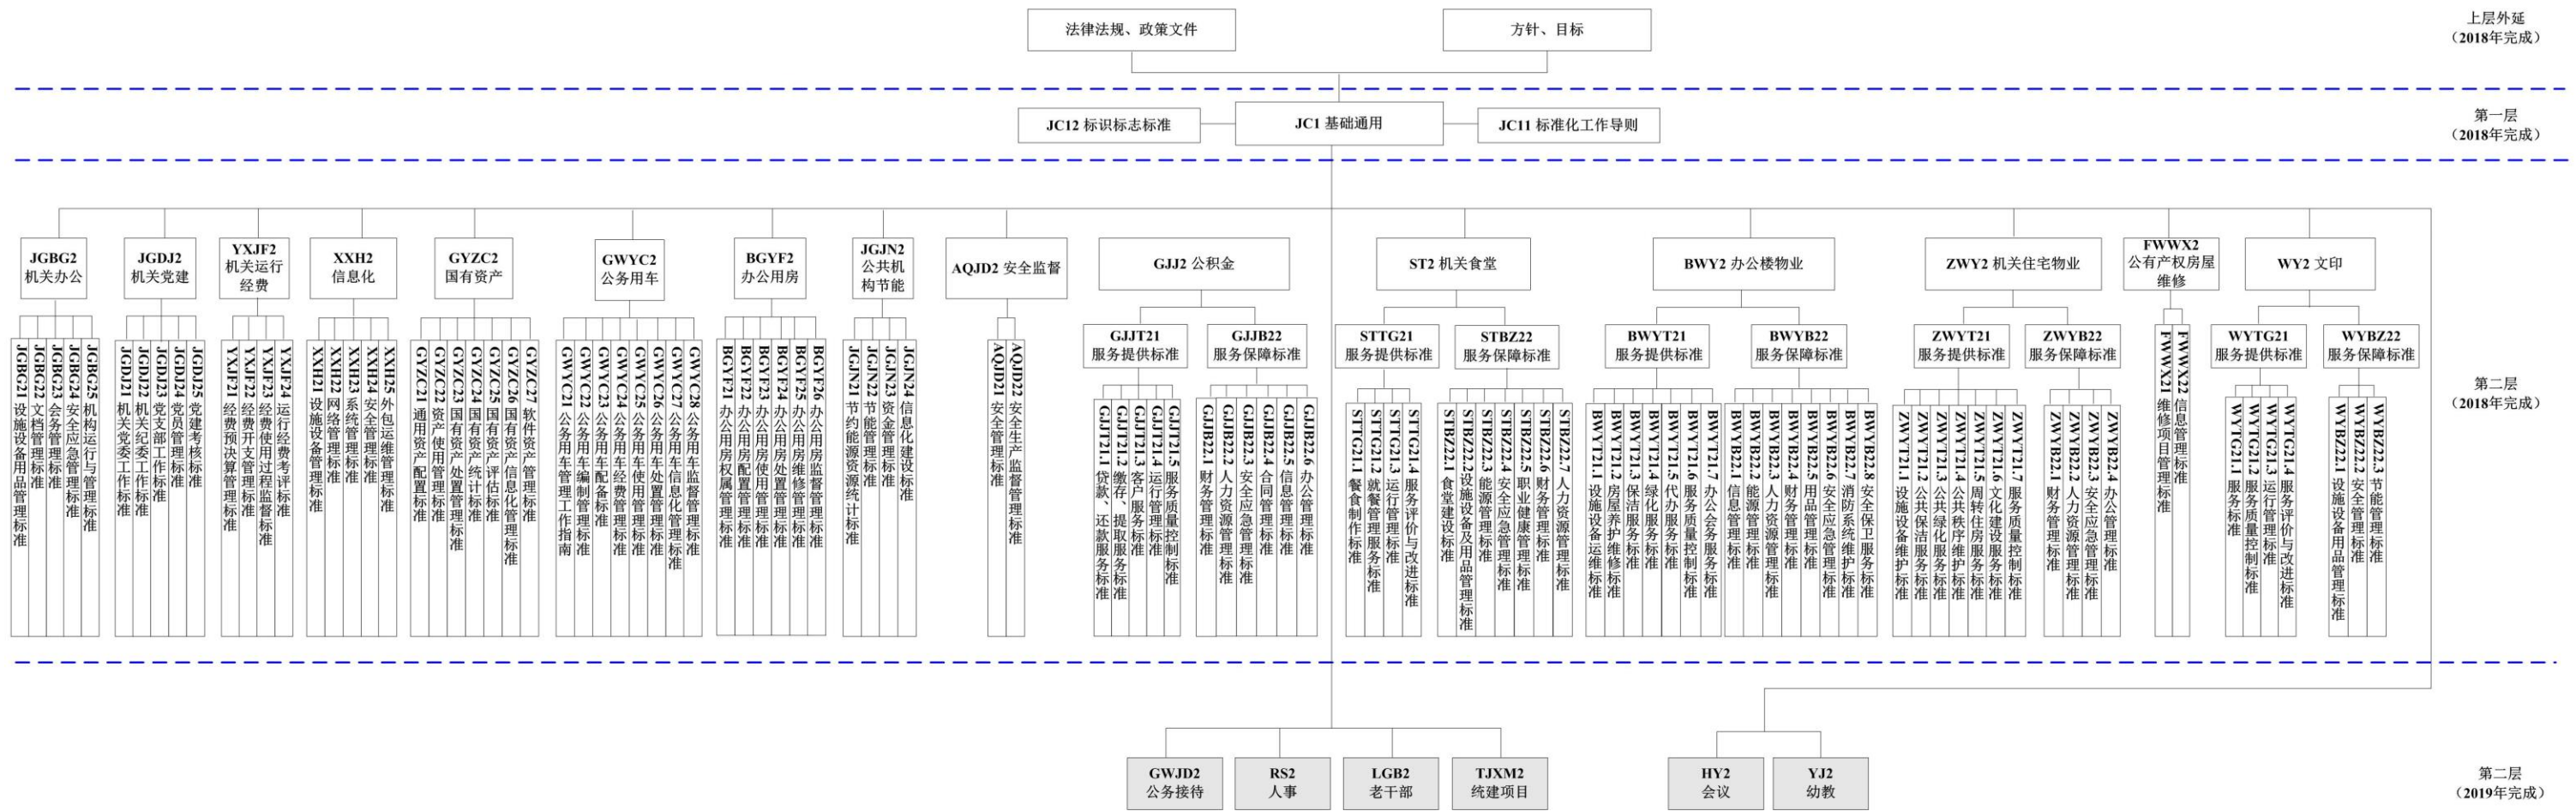 法律法规、政策文件
方针、目标
上层外延
（2018年完成）
JC12 标识标志标准
JC1 基础通用
JC11 标准化工作导则
第一层
（2018年完成）
JGBG2
机关办公
JGDJ2
机关党建
YXJF2
机关运行
经费
XXH2
信息化
GYZC2
国有资产
GWYC2
公务用车
BGYF2
办公用房
JGJN2
公共机
构节能
AQJD2 安全监督
GJJ2 公积金
ST2 机关食堂
BWY2 办公楼物业
ZWY2 机关住宅物业
FWWX2
公有产权房屋
维修
WY2 文印
GJJT21
服务提供标准
GJJB22
服务保障标准
STTG21
服务提供标准
STBZ22
服务保障标准
BWYT21
服务提供标准
BWYB22
服务保障标准
ZWYT21
服务提供标准
ZWYB22
服务保障标准
WYTG21
服务提供标准
WYBZ22
服务保障标准
JGBG21 设施设备用品管理标准
JGBG22 文档管理标准
JGBG23 会务管理标准
JGBG24 安全应急管理标准
JGBG25 机构运行与管理标准
JGDJ21 机关党委工作标准
JGDJ22 机关纪委工作标准
JGDJ23 党支部工作标准
JGDJ24 党员管理标准
JGDJ25 党建考核标准
YXJF21 经费预决算管理标准
YXJF22 经费开支管理标准
YXJF23 经费使用过程监督标准
YXJF24 运行经费考评标准
XXH21 设施设备管理标准
XXH22 网络管理标准
XXH23 系统管理标准
XXH24 安全管理标准
XXH25 外包运维管理标准
GYZC21 通用资产配置标准
GYZC22 资产使用管理标准
GYZC23 国有资产处置管理标准
GYZC24 国有资产统计标准
GYZC25 国有资产评估标准
GYZC26 国有资产信息化管理标准
GYZC27 软件资产管理标准
GWYC21 公务用车管理工作指南
GWYC22 公务用车编制管理标准
GWYC23 公务用车配备标准
GWYC24 公务用车经费管理标准
GWYC25 公务用车使用管理标准
GWYC26 公务用车处置管理标准
GWYC27 公务用车信息化管理标准
GWYC28 公务用车监督管理标准
BGYF21 办公用房权属管理标准
BGYF22 办公用房配置管理标准
BGYF23 办公用房使用管理标准
BGYF24 办公用房处置管理标准
BGYF25 办公用房维修管理标准
BGYF26 办公用房监督管理标准
JGJN21 节约能源资源统计标准
JGJN22 节能管理标准
JGJN23 资金管理标准
JGJN24 信息化建设标准
AQJD21 安全管理标准
AQJD22 安全生产监督管理标准
GJJT21.1 贷款、还款服务标准
GJJT21.2 缴存、提取服务标准
GJJT21.3 客户服务标准
GJJT21.4 运行管理标准
GJJT21.5 服务质量控制标准
GJJB22.1 财务管理标准
GJJB22.2 人力资源管理标准
GJJB22.3 安全应急管理标准
GJJB22.4 合同管理标准
GJJB22.5 信息管理标准
GJJB22.6 办公管理标准
STTG21.1 餐食制作标准
STTG21.2 就餐管理服务标准
STTG21.3 运行管理标准
STTG21.4 服务评价与改进标准
STBZ22.1 食堂建设标准
STBZ22.2 设施设备及用品管理标准
STBZ22.3 能源管理标准
STBZ22.4 安全应急管理标准
STBZ22.5 职业健康管理标准
STBZ22.6 财务管理标准
STBZ22.7 人力资源管理标准
BWYT21.1 设施设备运维标准
BWYT21.2 房屋养护维修标准
BWYT21.3 保洁服务标准
BWYT21.4 绿化服务标准
BWYT21.5 代办服务标准
BWYT21.6 服务质量控制标准
BWYT21.7 办公会务服务标准
BWYB22.1 信息管理标准
BWYB22.2 能源管理标准
BWYB22.3 人力资源管理标准
BWYB22.4 财务管理标准
BWYB22.5 用品管理标准
BWYB22.6 安全应急管理标准
BWYB22.7 消防系统维护标准
BWYB22.8 安全保卫服务标准
ZWYT21.1 设施设备维护标准
ZWYT21.2 公共保洁服务标准
ZWYT21.3 公共绿化服务标准
ZWYT21.4 公共秩序维护标准
ZWYT21.5 周转住房服务标准
ZWYT21.6 文化建设服务标准
ZWYT21.7 服务质量控制标准
ZWYB22.1 财务管理标准
ZWYB22.2 人力资源管理标准
ZWYB22.3 安全应急管理标准
ZWYB22.4 办公管理标准
FWWX21 维修项目管理标准
FWWX22 信息管理标准
WYTG21.1 服务标准
WYTG21.2 服务质量控制标准
WYTG21.3 运行管理标准
WYTG21.4 服务评价与改进标准
WYBZ22.1 设施设备用品管理标准
WYBZ22.2 安全管理标准
WYBZ22.3 节能管理标准
第二层
（2018年完成）
GWJD2
公务接待
RS2
人事
LGB2
老干部
TJXM2
统建项目
HY2
会议
YJ2
幼教
第二层
（2019年完成）